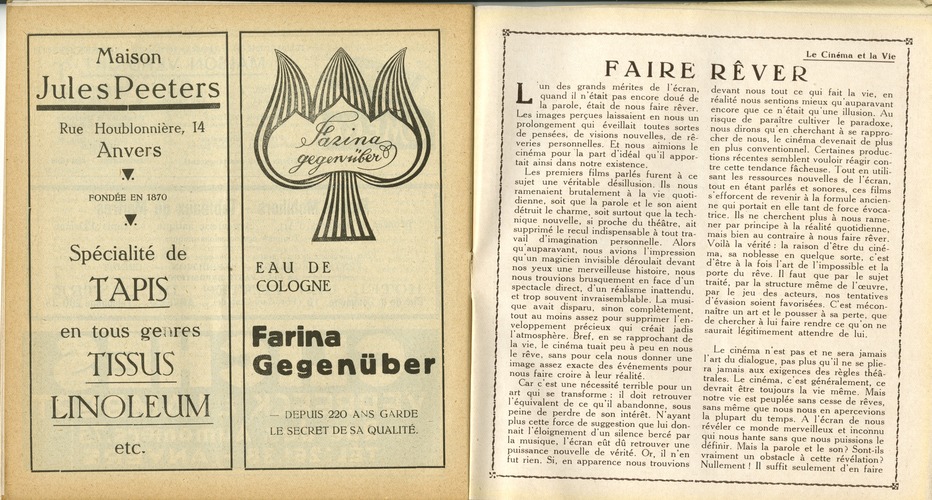 Maison
Jules Peeters
Rue Houblonnière, 14
Anvers
FONDÉE EN 1870
Spécialité de
TAPIS
en tous genres
TISSUS
LINOLEUM
etc.
Farina
gegenüber
EAU DE
COLOGNE
Farina
Gegenüber
— DEPUIS 220 ANS GARDE
LE SECRET DE SA QUALITÉ.
Le Cinéma et la Vie
FAIRE RÊVER
L'un des grands mérites de l'écran,
quand il n'était pas encore doué de
la parole, était de nous faire rêver.
Les images perçues laissaient en nous un
prolongement qui éveillait toutes sortes
de pensées, de visions nouvelles, de rê-
veries personnelles. Et nous aimions le
cinéma pour la part d'idéal qu'il appor-
tait ainsi dans notre existence.
Les premiers films parlés furent à ce
sujet une véritable désillusion. Ils nous
ramenaient brutalement à la vie quoti-
dienne, soit que la parole et le son aient
détruit le charme, soit surtout que la tech-
nique nouvelle, si proche du théâtre, ait
supprimé le recul indispensable à tout tra-
vail d'imagination personnelle. Alors
qu'auparavant, nous avions l'impression
qu'un magicien invisible déroulait devant
nos yeux une merveilleuse histoire, nous
nous trouvions brusquement en face d'un
spectacle direct, d'un réalisme inattendu,
et trop souvent invraisemblable. La musi-
que avait disparu, sinon complètement,
tout au moins assez pour supprimer l'en-
veloppement précieux qui créait jadis
l'atmosphère. Bref, en se rapprochant de
la vie, le cinéma tuait peu à peu en nous
le rêve, sans pour cela nous donner une
image assez exacte des événements pour
nous faire croire à leur réalité.
Car c'est une nécessité terrible pour un
art qui se transforme : il doit retrouver
l'équivalent de ce qu'il abandonne, sous
peine de perdre de son intérêt. N'ayant
plus cette force de suggestion que lui don-
nait l'éloignement d'un silence bercé par
la musique, l'écran eût dû retrouver une
puissance nouvelle de vérité. Or, il n'en
fut rien. Si, en apparence nous trouvions
devant nous tout ce qui fait la vie, en
réalité nous sentions mieux qu'auparavant
encore que ce n'était qu'une illusion. Au
risque de paraître cultiver le paradoxe,
nous dirons qu'en cherchant à se rappro-
cher de nous, le cinéma devenait de plus
en plus conventionnel. Certaines produc-
tions récentes semblent vouloir réagir con-
tre cette tendance fâcheuse. Tout en utili-
sant les ressources nouvelles de l'écran,
tout en étant parlés et sonores, ces films
s'efforcent de revenir à la formule ancien-
ne qui portait en elle tant de force évoca-
trice. Ils ne cherchent plus à nous rame-
ner par principe à la réalité quotidienne,
mais bien au contraire à nous faire rêver.
Voilà la vérité : la raison d'être du ciné-
ma, sa noblesse en quelque sorte, c'est
d'être à la fois l'art de l'impossible et la
porte du rêve. Il faut que par le sujet
traité, par la structure même de l'œuvre,
par le jeu des acteurs, nos tentatives
d'évasion soient favorisées. C'est mécon-
naître un art et le pousser à sa perte, que
de chercher à lui faire rendre ce qu'on ne
saurait légitimement attendre de lui.
Le cinéma n'est pas et ne sera jamais
l'art du dialogue, pas plus qu'il ne se plie-
ra jamais aux exigences des règles théâ-
trales. Le cinéma, c'est généralement, ce
devrait être toujours la vie même. Mais
notre vie est peuplée sans cesse de rêves,
sans même que nous nous en apercevions
la plupart du temps. A l'écran de nous
révéler ce monde merveilleux et inconnu
qui nous hante sans que nous puissions le
définir. Mais la parole et le son? Sont-ils
vraiment un obstacle à cette révélation?
Nullement ! Il suffit seulement d'en faire